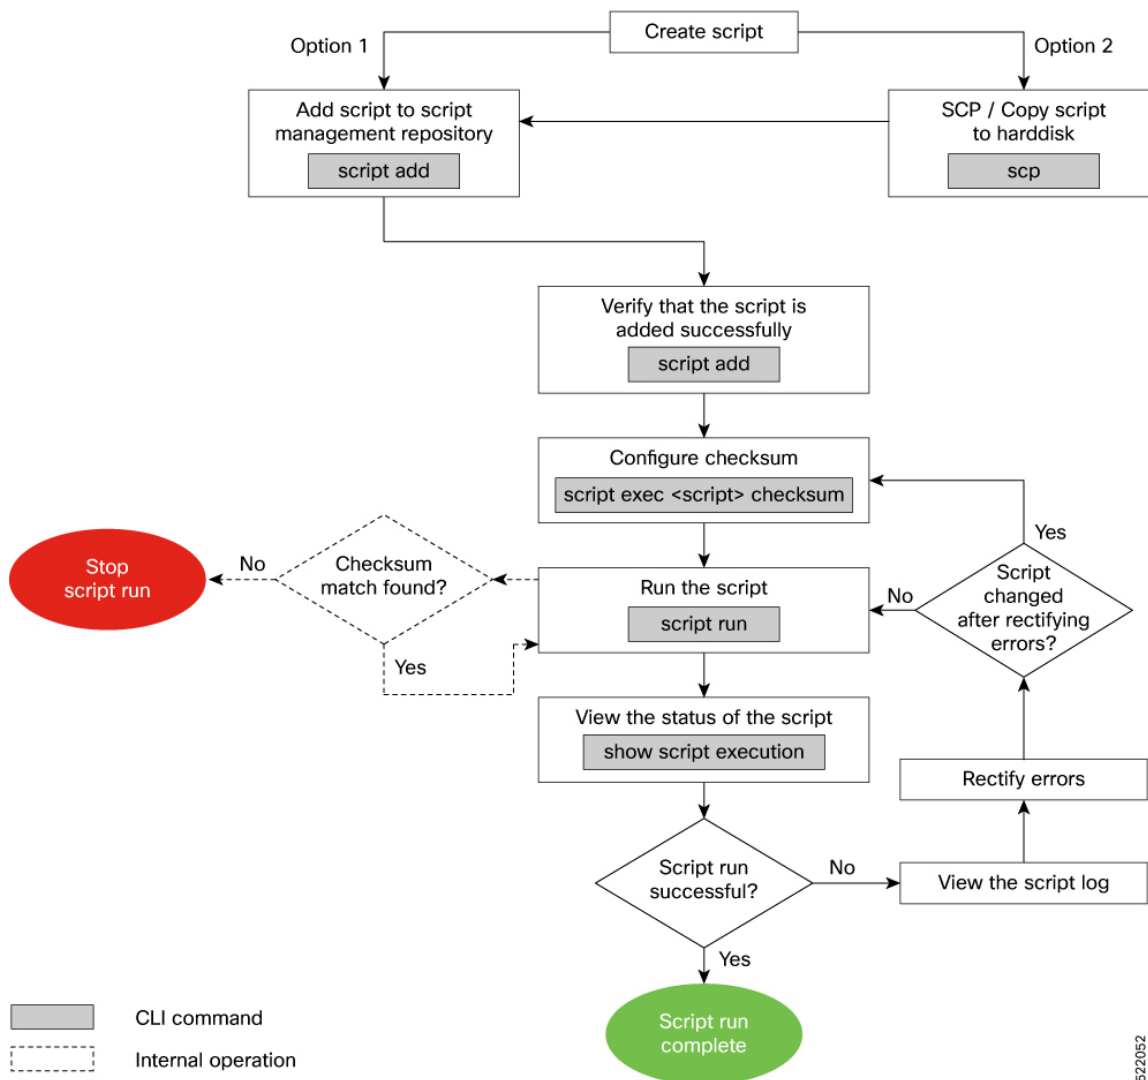 Create script
Option 1
Option 2
Add script to script
management repository
script add
SCP / Copy script
to harddisk
scp
Verify that the script is
added successfully
script add
Configure checksum
script exec <script> checksum
Yes
Stop
script run
No
Checksum
match found?
Yes
Run the script
script run
No
Script
changed
after rectifying
errors?
View the status of the script
show script execution
Rectify errors
Script run
successful?
No
View the script log
Yes
Script run
complete
CLI command
Internal operation
522052